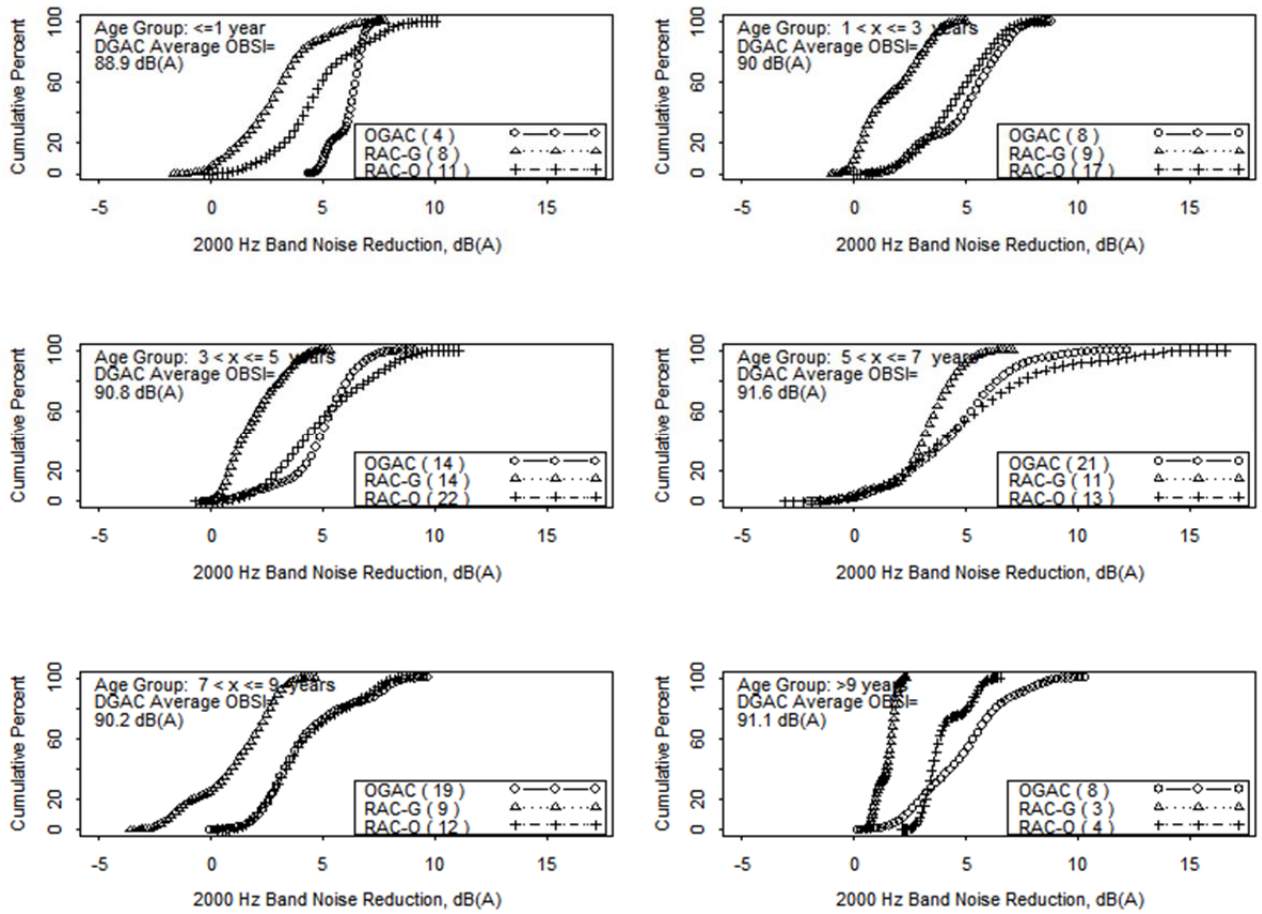 Cumulative Percent
0 20 60 100
Age Group: <=1 year
DGAC Average OBSI=
88.9 dB(A)
OGAC ( 4 )
RAC-G ( 8 )
RAC-O ( 11 )
-5 0 5 10 15
2000 Hz Band Noise Reduction, dB(A)
Cumulative Percent
0 20 60 100
Age Group: 1 < x <= 3 years
DGAC Average OBSI=
90 dB(A)
OGAC ( 8 )
RAC-G ( 9 )
RAC-O ( 17 )
-5 0 5 10 15
2000 Hz Band Noise Reduction, dB(A)
Cumulative Percent
0 20 60 100
Age Group: 3 < x <= 5 years
DGAC Average OBSI=
90.8 dB(A)
OGAC ( 14 )
RAC-G ( 14 )
RAC-O ( 22 )
-5 0 5 10 15
2000 Hz Band Noise Reduction, dB(A)
Cumulative Percent
0 20 60 100
Age Group: 5 < x <= 7 years
DGAC Average OBSI=
91.6 dB(A)
OGAC ( 21 )
RAC-G ( 11 )
RAC-O ( 13 )
-5 0 5 10 15
2000 Hz Band Noise Reduction, dB(A)
Cumulative Percent
0 20 60 100
Age Group: 7 < x <= 9 years
DGAC Average OBSI=
90.2 dB(A)
OGAC ( 19 )
RAC-G ( 9 )
RAC-O ( 12 )
-5 0 5 10 15
2000 Hz Band Noise Reduction, dB(A)
Cumulative Percent
0 20 60 100
Age Group: >9 years
DGAC Average OBSI=
91.1 dB(A)
OGAC ( 8 )
RAC-G ( 3 )
RAC-O ( 4 )
-5 0 5 10 15
2000 Hz Band Noise Reduction, dB(A)